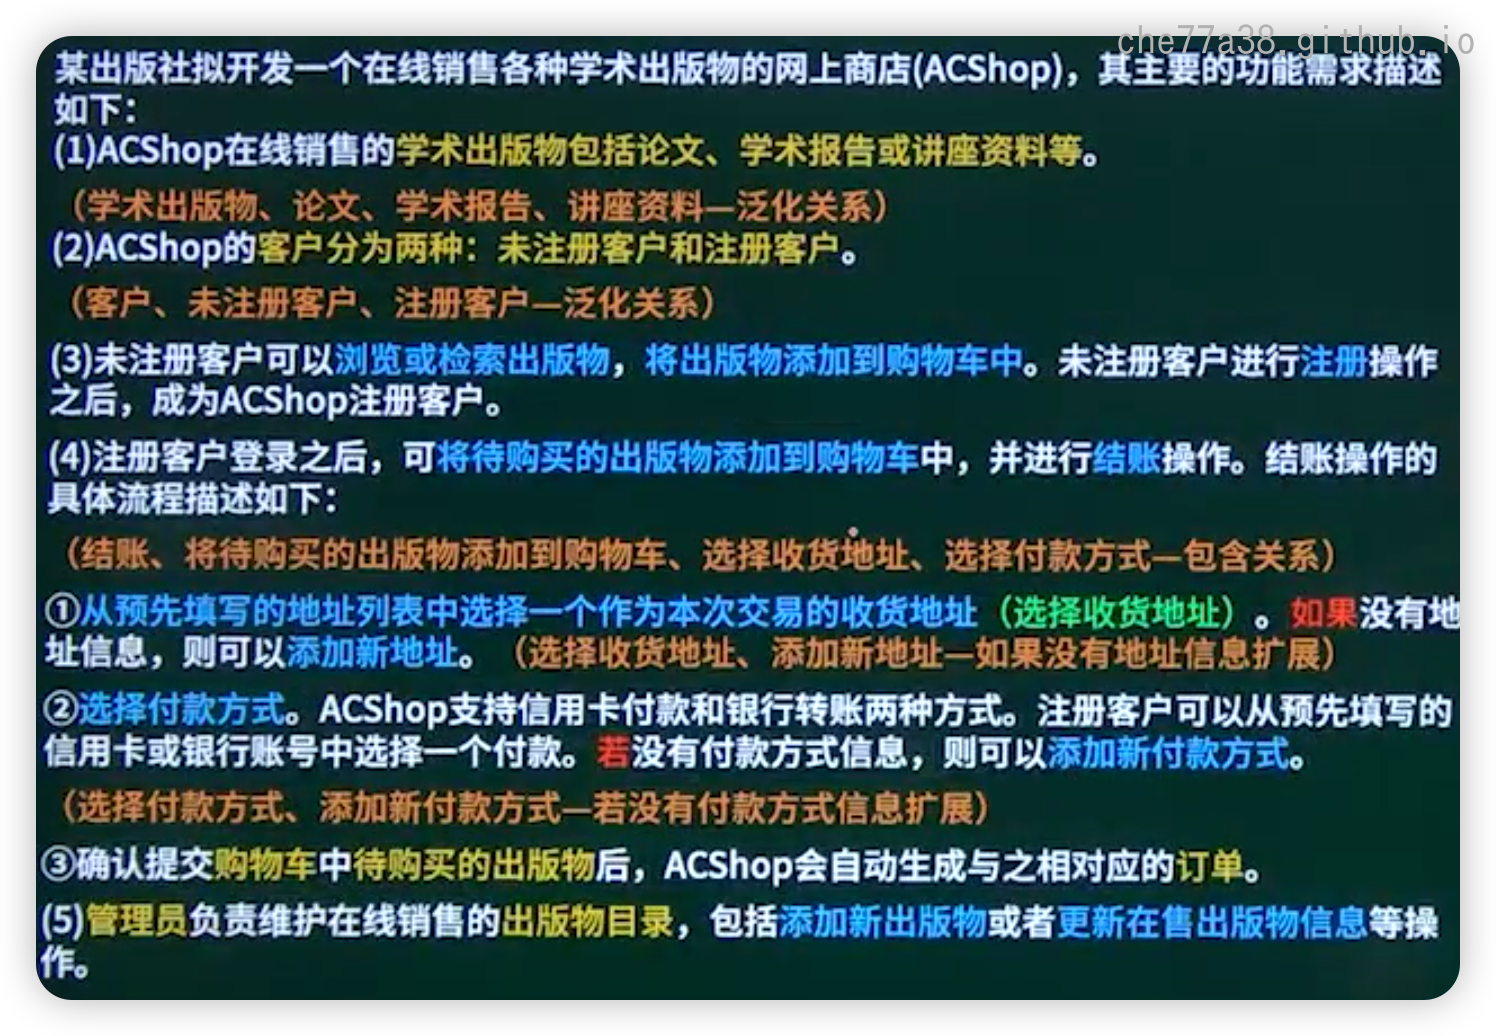 che77a38.github.io
某出版社拟开发一个在线销售各种学术出版物的网上商店(ACShop)，其主要的功能需求描述
如下：
(1)ACShop在线销售的学术出版物包括论文、学术报告或讲座资料等。
（学术出版物、论文、学术报告、讲座资料—泛化关系）
(2)ACShop的客户分为两种：未注册客户和注册客户。
（客户、未注册客户、注册客户—泛化关系）
(3)未注册客户可以浏览或检索出版物，将出版物添加到购物车中。未注册客户进行注册操作
之后，成为ACShop注册客户。
(4)注册客户登录之后，可将待购买的出版物添加到购物车中，并进行结账操作。结账操作的
具体流程描述如下：
（结账、将待购买的出版物添加到购物车、选择收货地址、选择付款方式—包含关系）
①从预先填写的地址列表中选择一个作为本次交易的收货地址（选择收货地址）。如果没有地
址信息，则可以添加新地址。（选择收货地址、添加新地址—如果没有地址信息扩展）
②选择付款方式。ACShop支持信用卡付款和银行转账两种方式。注册客户可以从预先填写的
信用卡或银行账号中选择一个付款。若没有付款方式信息，则可以添加新付款方式。
（选择付款方式、添加新付款方式—若没有付款方式信息扩展）
③确认提交购物车中待购买的出版物后，ACShop会自动生成与之相对应的订单。
(5)管理员负责维护在线销售的出版物目录，包括添加新出版物或者更新在售出版物信息等操
作。